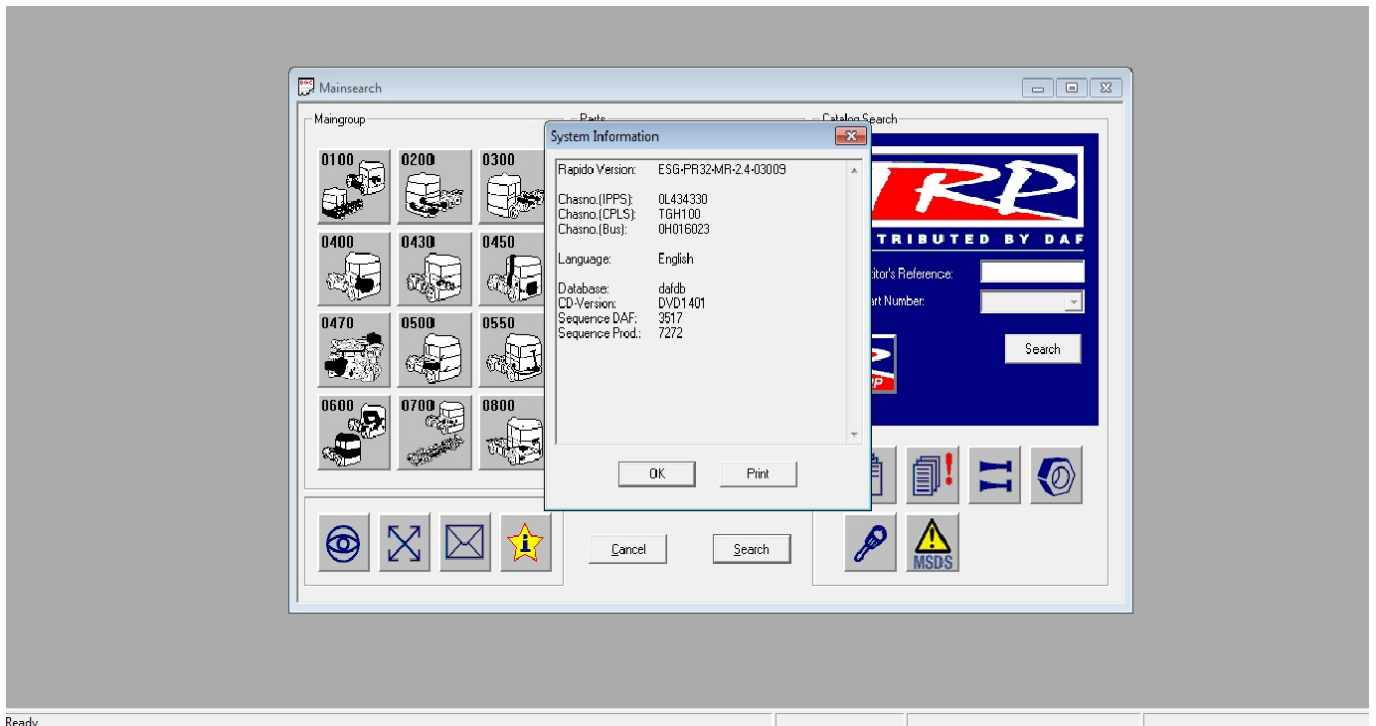 Mainsearch
Maingroup
Parts
Catalog Search
0100
0200
0300
0400
0430
0450
0470
0500
0550
0600
0700
0800
System Information
Rapido Version: ESG-PR32-MR-2.4-03009
Chasno.(IPPS): 0L434330
Chasno.(CPLS): TGH100
Chasno.(Bus): 0H016023
Language: English
Database: dafdb
CD-Version: DVD1401
Sequence DAF: 3517
Sequence Prod.: 7272
OK
Print
TRP
TRIBUTED BY DAF
titor's Reference:
art Number:
Search
Cancel
Search
MSDS
Ready